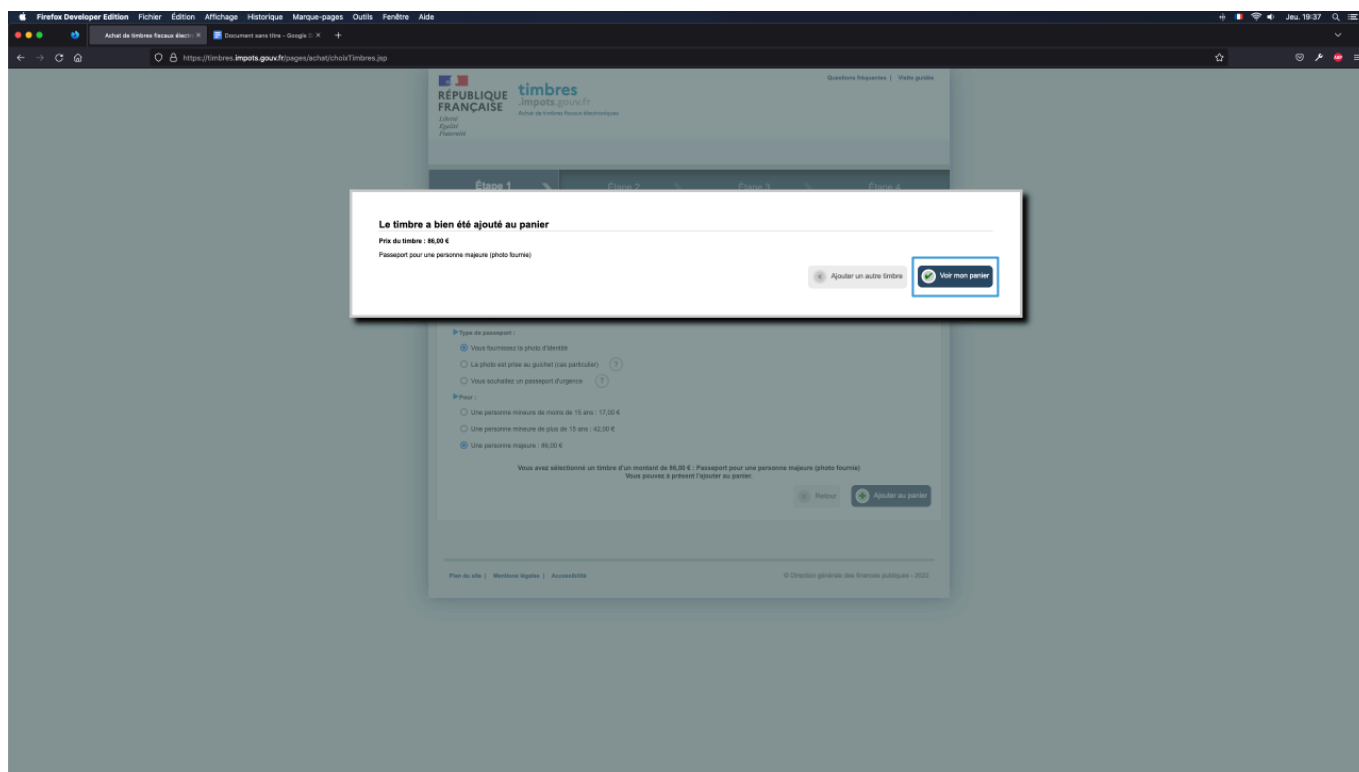 Firefox Developer Edition Fichier Édition Affichage Historique Marque-pages Outils Fenêtre Aide
Jeu. 19:37
Achat de timbres fiscaux électro
Document sans titre - Google D
https://timbres.impots.gouv.fr/pages/achat/choixTimbres.jsp
Questions fréquentes | Visite guidée
RÉPUBLIQUE
FRANÇAISE
Liberté
Égalité
Fraternité
timbres
.impots.gouv.fr
Achat de timbres fiscaux électroniques
Étape 1 Étape 2 Étape 3 Étape 4
Le timbre a bien été ajouté au panier
Prix du timbre : 86,00 €
Passeport pour une personne majeure (photo fournie)
Ajouter un autre timbre
Voir mon panier
Type de passeport :
Vous fournissez la photo d'identité
La photo est prise au guichet (cas particulier) ?
Vous souhaitez un passeport d'urgence ?
Pour :
Une personne mineure de moins de 15 ans : 17,00 €
Une personne mineure de plus de 15 ans : 42,00 €
Une personne majeure : 86,00 €
Vous avez sélectionné un timbre d'un montant de 86,00 € : Passeport pour une personne majeure (photo fournie)
Vous pouvez à présent l'ajouter au panier.
Retour
Ajouter au panier
Plan du site | Mentions légales | Accessibilité
© Direction générale des finances publiques - 2022